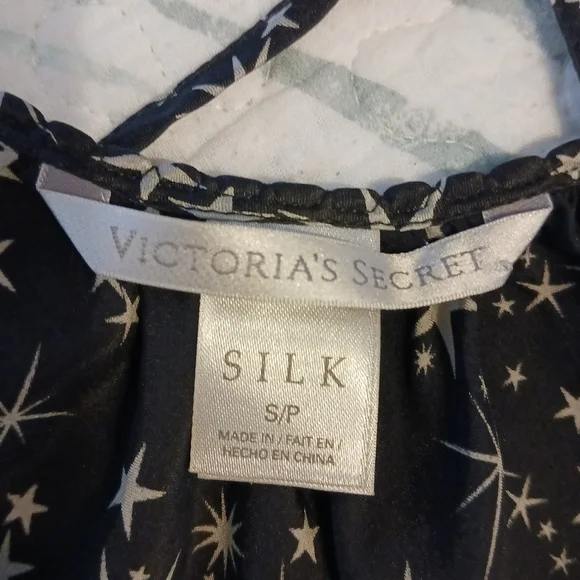 VICTORIA'S SECRET
SILK
S/P
MADE IN / FAIT EN /
HECHO EN CHINA